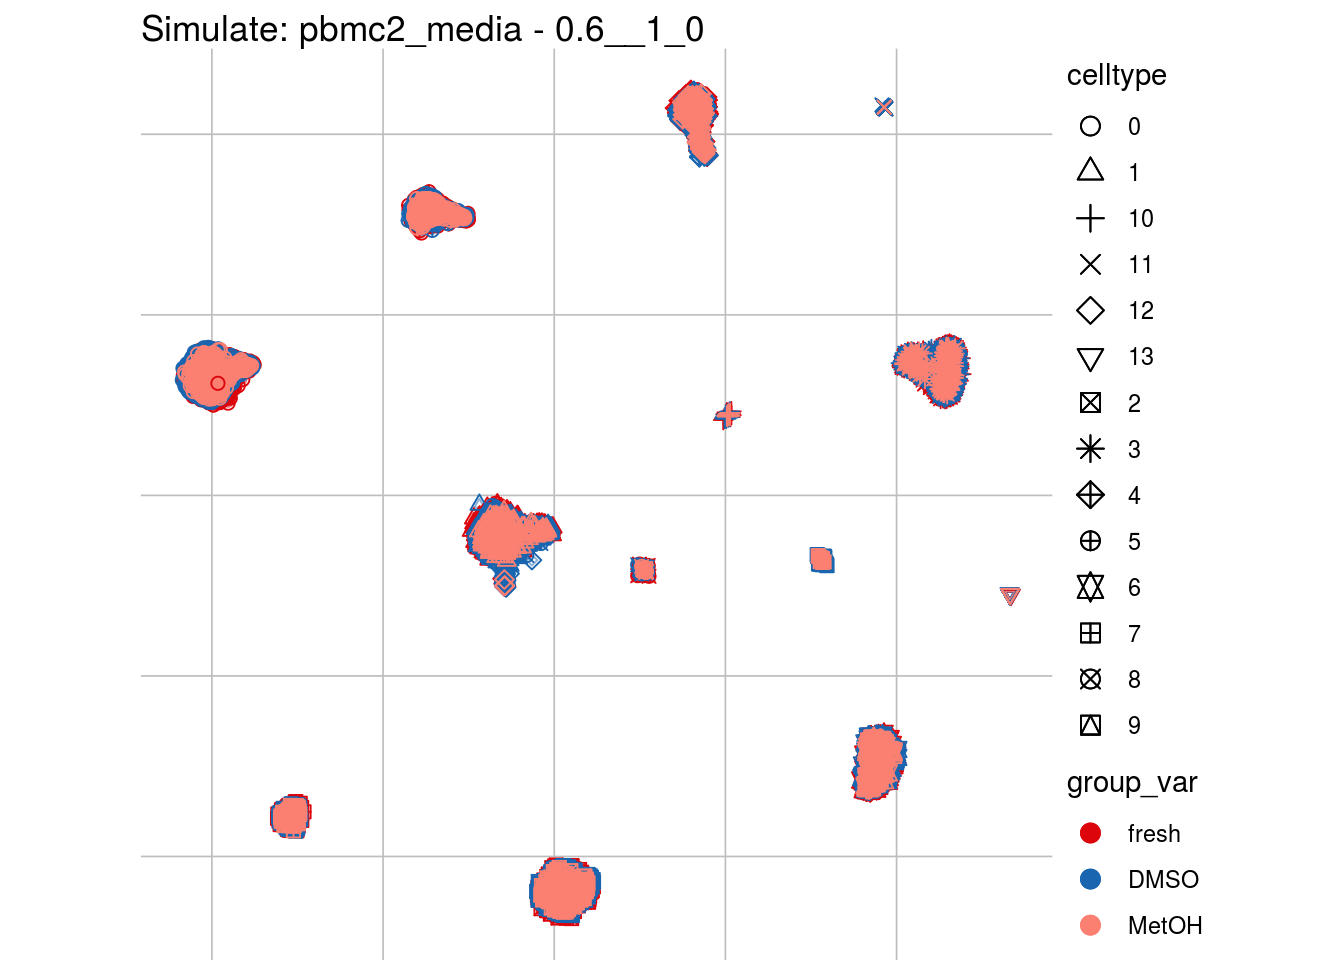 Simulate: pbmc2_media - 0.6__1_0
celltype
0
1
10
11
12
13
2
3
4
5
6
7
8
9
group_var
fresh
DMSO
MetOH